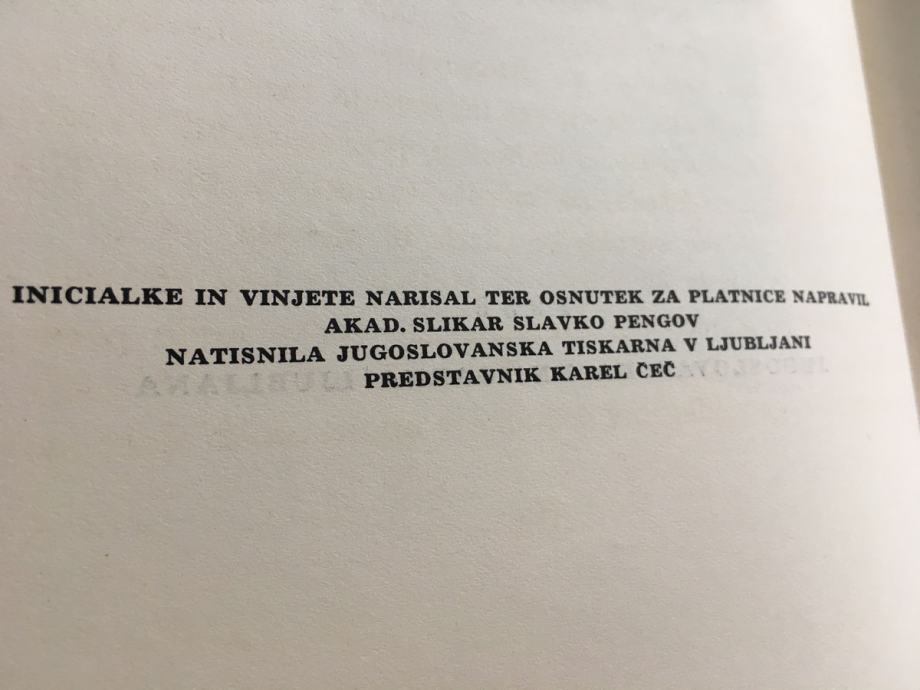 INICIALKE IN VINJETE NARISAL TER OSNUTEK ZA PLATNICE NAPRAVIL
AKAD. SLIKAR SLAVKO PENGOV
NATISNILA JUGOSLOVANSKA TISKARNA V LJUBLJANI
PREDSTAVNIK KAREL ČEČ